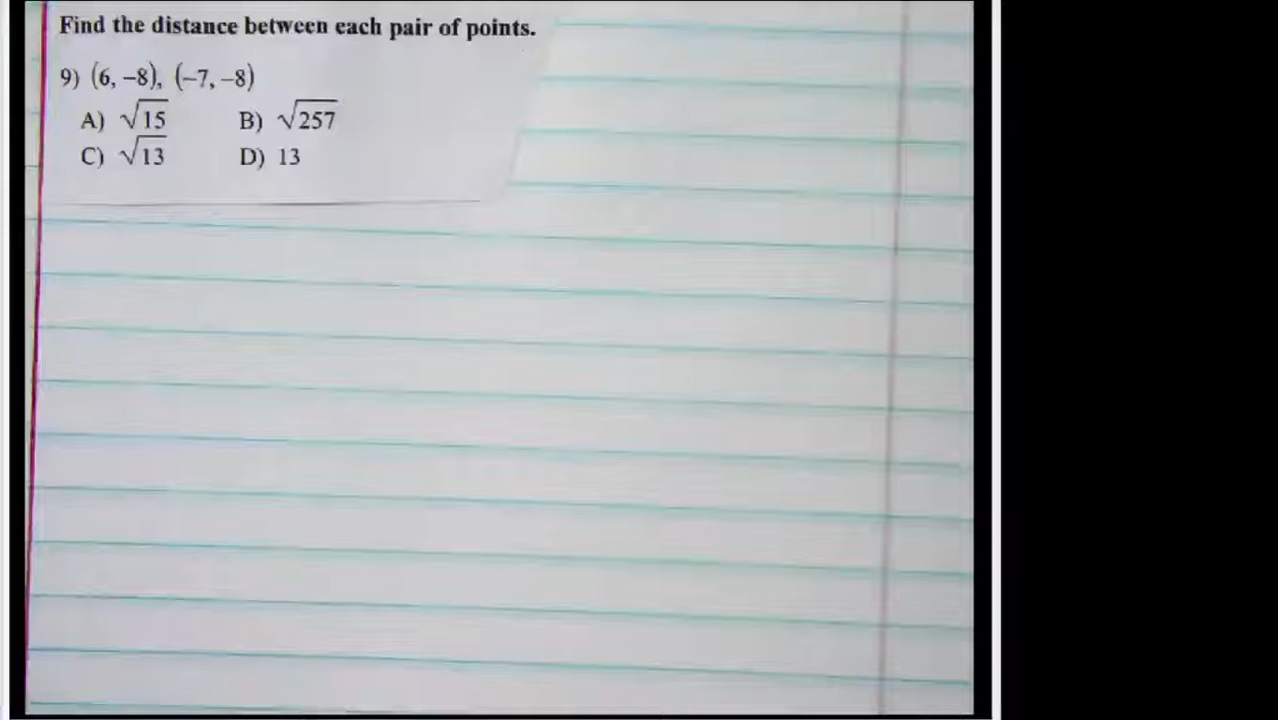 Find the distance between each pair of points.
9) (6, −8), (−7, −8)
A) √15 B) √257
C) √13 D) 13